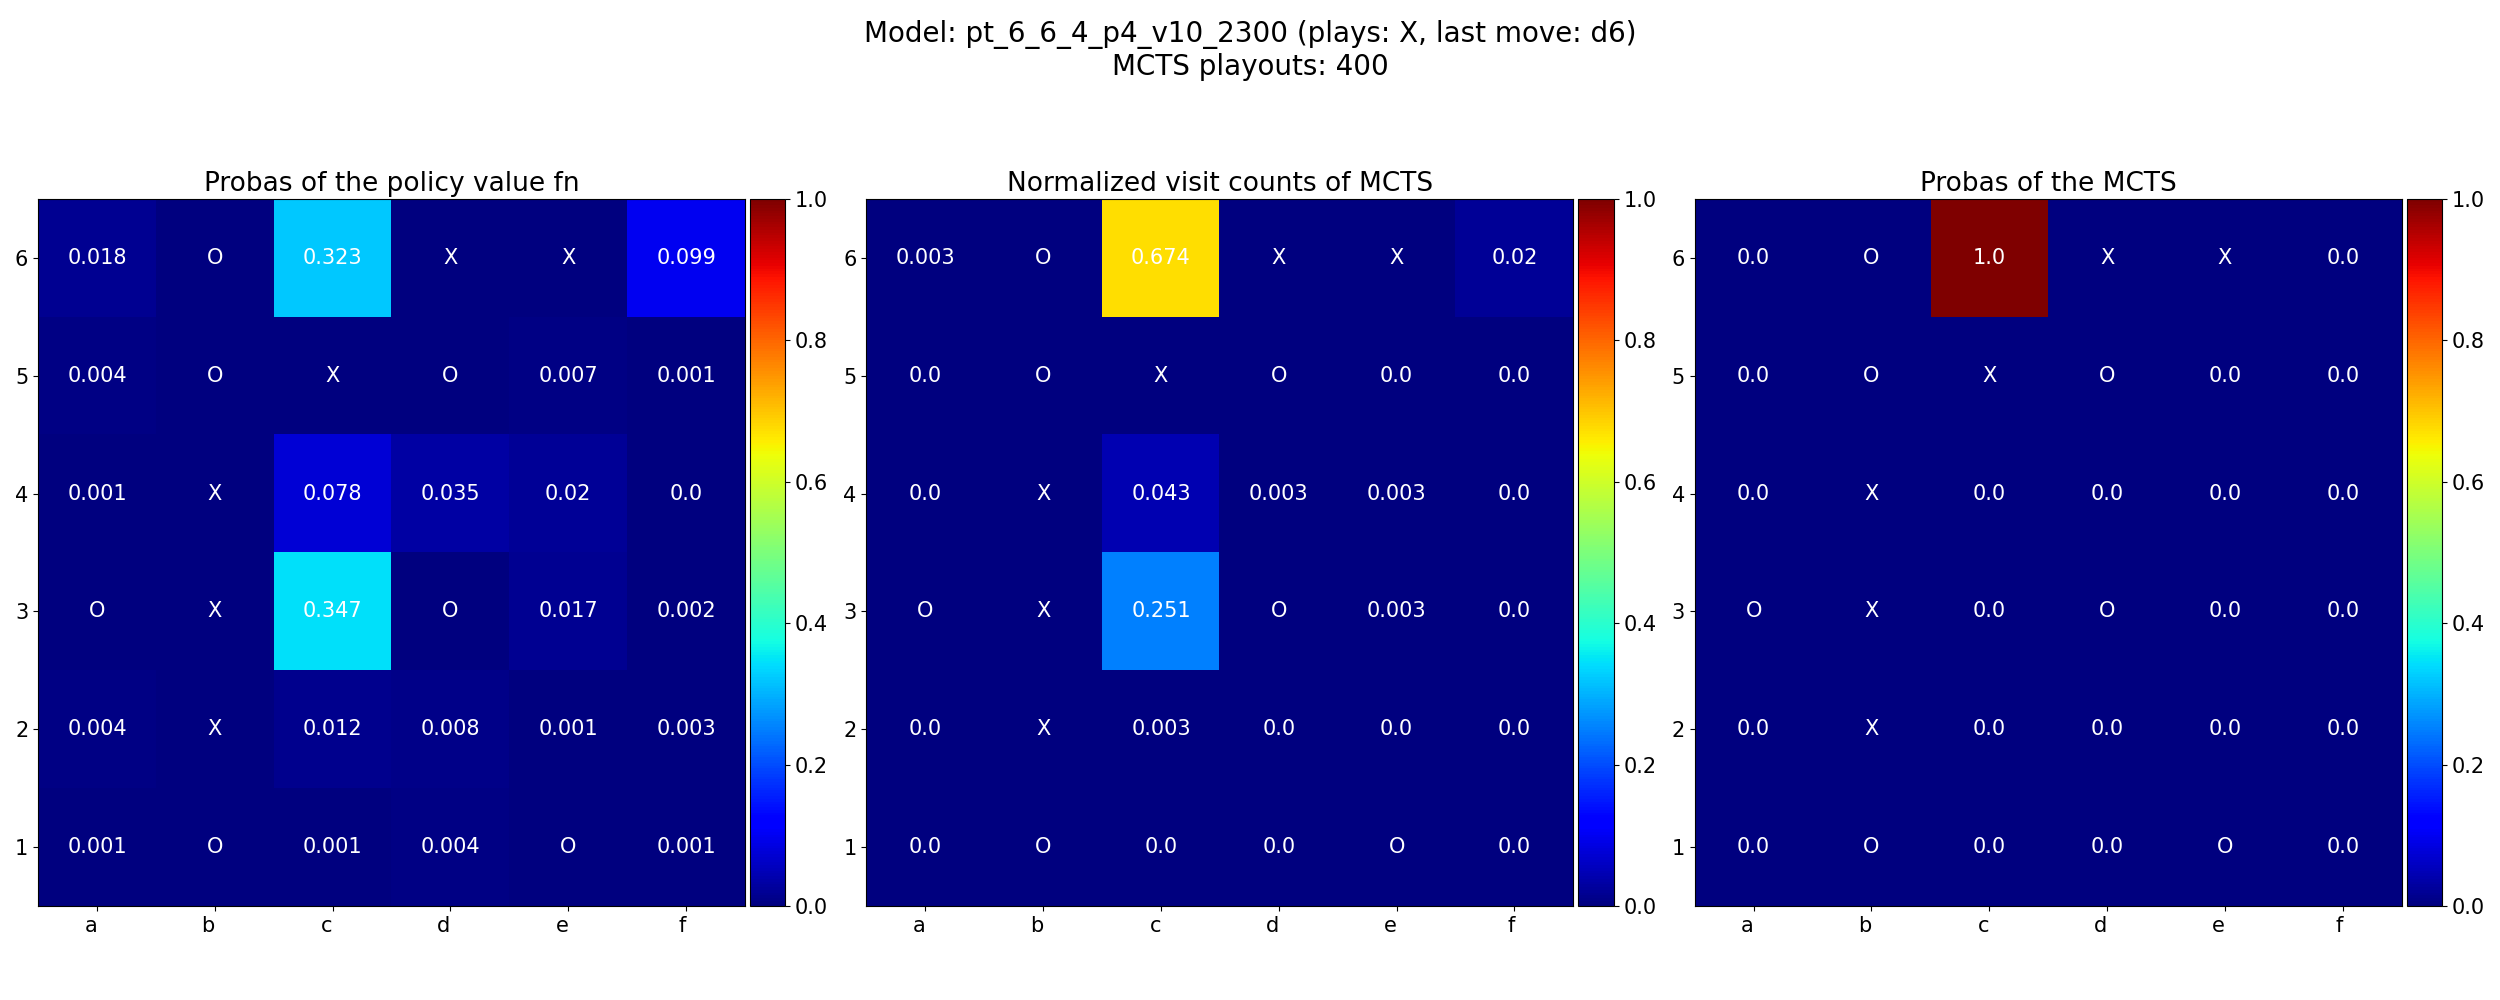 Model: pt_6_6_4_p4_v10_2300 (plays: X, last move: d6)
MCTS playouts: 400
Probas of the policy value fn
1.0
6 0.018 O 0.323 X X 0.099
0.8
5 0.004 O X O 0.007 0.001
4 0.001 X 0.078 0.035 0.02 0.0
0.6
3 O X 0.347 O 0.017 0.002
0.4
2 0.004 X 0.012 0.008 0.001 0.003
0.2
1 0.001 O 0.001 0.004 O 0.001
0.0
a b c d e f
Normalized visit counts of MCTS
1.0
6 0.003 O 0.674 X X 0.02
0.8
5 0.0 O X O 0.0 0.0
4 0.0 X 0.043 0.003 0.003 0.0
0.6
3 O X 0.251 O 0.003 0.0
0.4
2 0.0 X 0.003 0.0 0.0 0.0
0.2
1 0.0 O 0.0 0.0 O 0.0
0.0
a b c d e f
Probas of the MCTS
1.0
6 0.0 O 1.0 X X 0.0
0.8
5 0.0 O X O 0.0 0.0
4 0.0 X 0.0 0.0 0.0 0.0
0.6
3 O X 0.0 O 0.0 0.0
0.4
2 0.0 X 0.0 0.0 0.0 0.0
0.2
1 0.0 O 0.0 0.0 O 0.0
0.0
a b c d e f